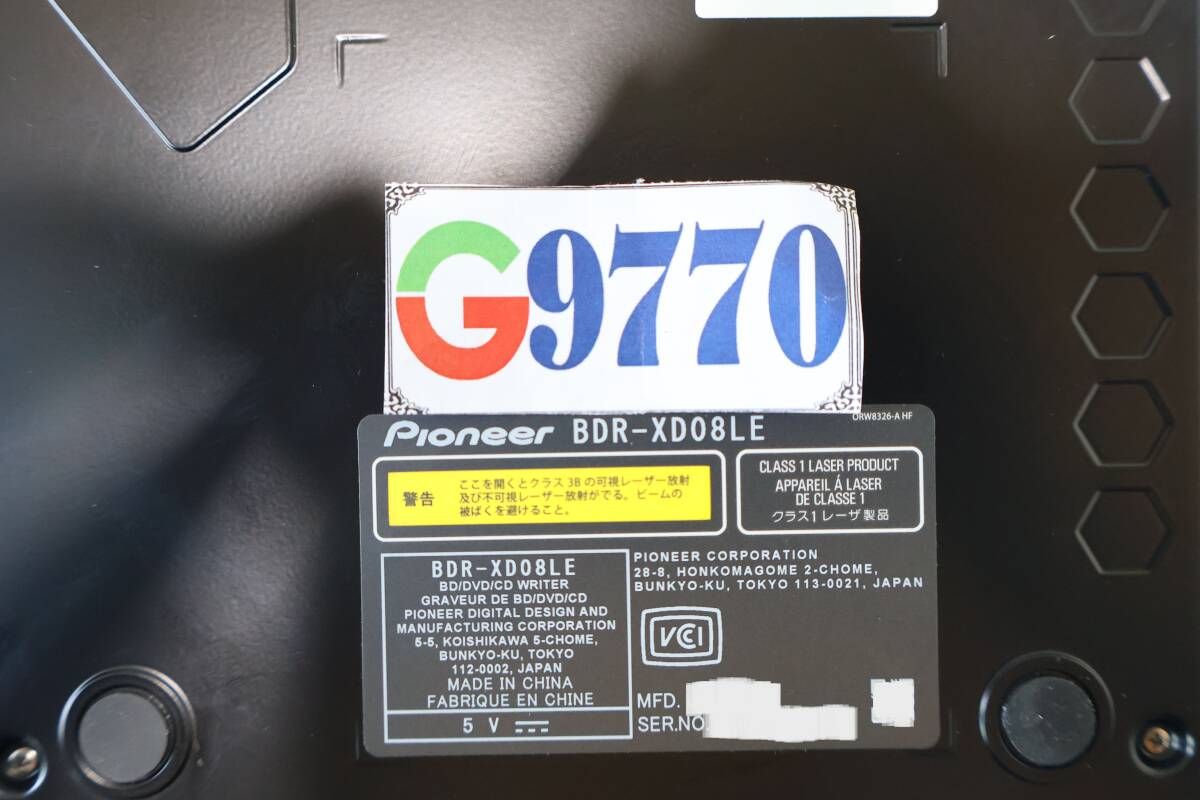 G9770
ORW8326-A HF
Pioneer BDR-XD08LE
警告
ここを開くとクラス 3B の可視レーザー放射
及び不可視レーザー放射がでる。ビームの
被ばくを避けること。
CLASS 1 LASER PRODUCT
APPAREIL Á LASER
DE CLASSE 1
クラス1 レーザ製品
BDR-XD08LE
BD/DVD/CD WRITER
GRAVEUR DE BD/DVD/CD
PIONEER DIGITAL DESIGN AND
MANUFACTURING CORPORATION
5-5, KOISHIKAWA 5-CHOME,
BUNKYO-KU, TOKYO
112-0002, JAPAN
MADE IN CHINA
FABRIQUE EN CHINE
5 V
PIONEER CORPORATION
28-8, HONKOMAGOME 2-CHOME,
BUNKYO-KU, TOKYO 113-0021, JAPAN
VCCI
MFD.
SER.NO